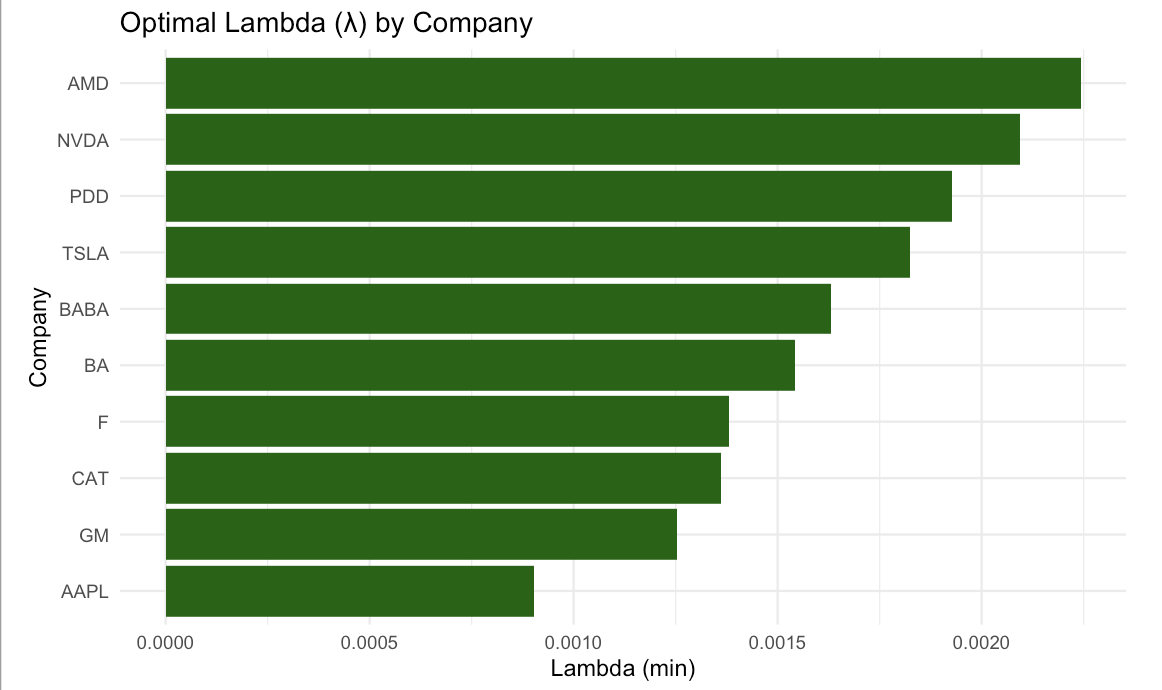 Optimal Lambda (λ) by Company
Company
AMD
NVDA
PDD
TSLA
BABA
BA
F
CAT
GM
AAPL
0.0000 0.0005 0.0010 0.0015 0.0020
Lambda (min)